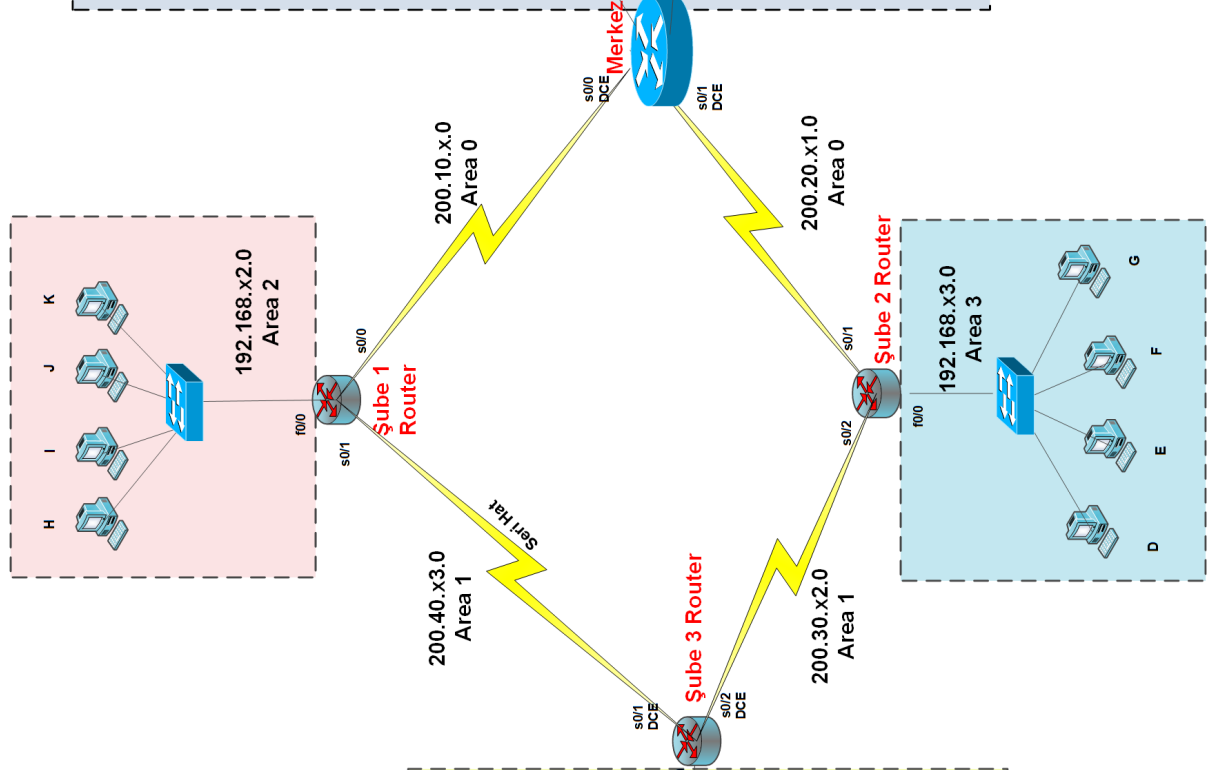 Merkez
s0/0
DCE
s0/1
DCE
200.10.x.0
Area 0
200.20.x1.0
Area 0
K
J
I
H
192.168.x2.0
Area 2
f0/0
s0/0
s0/1
Şube 1
Router
Seri Hat
200.40.x3.0
Area 1
s0/1
Şube 2 Router
s0/2
f0/0
192.168.x3.0
Area 3
G
F
E
D
Şube 3 Router
s0/1
DCE
s0/2
DCE
200.30.x2.0
Area 1